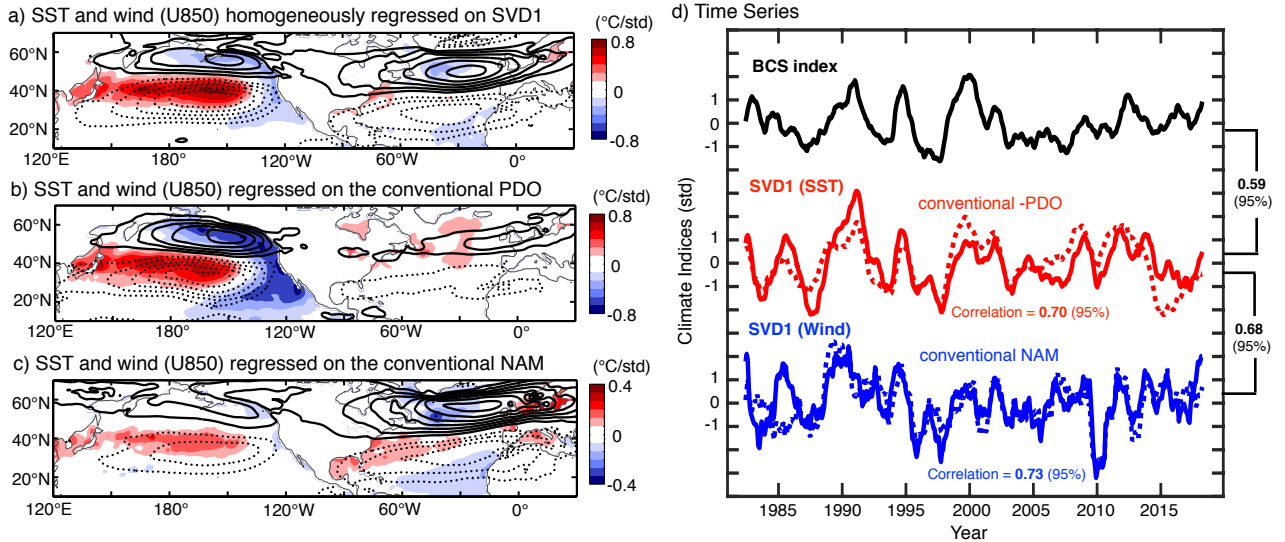 a) SST and wind (U850) homogeneously regressed on SVD1
(°C/std)
60°N
40°N
20°N
120°E
180°
120°W
60°W
0°
0.8
0
-0.8
b) SST and wind (U850) regressed on the conventional PDO
(°C/std)
60°N
40°N
20°N
120°E
180°
120°W
60°W
0°
0.8
0
-0.8
c) SST and wind (U850) regressed on the conventional NAM
(°C/std)
60°N
40°N
20°N
120°E
180°
120°W
60°W
0°
0.4
0
-0.4
d) Time Series
Climate Indices (std)
BCS index
1
0
-1
SVD1 (SST)
conventional -PDO
1
0
-1
Correlation = 0.70 (95%)
SVD1 (Wind)
conventional NAM
1
0
-1
Correlation = 0.73 (95%)
1985
1990
1995
2000
2005
2010
2015
Year
0.59
(95%)
0.68
(95%)